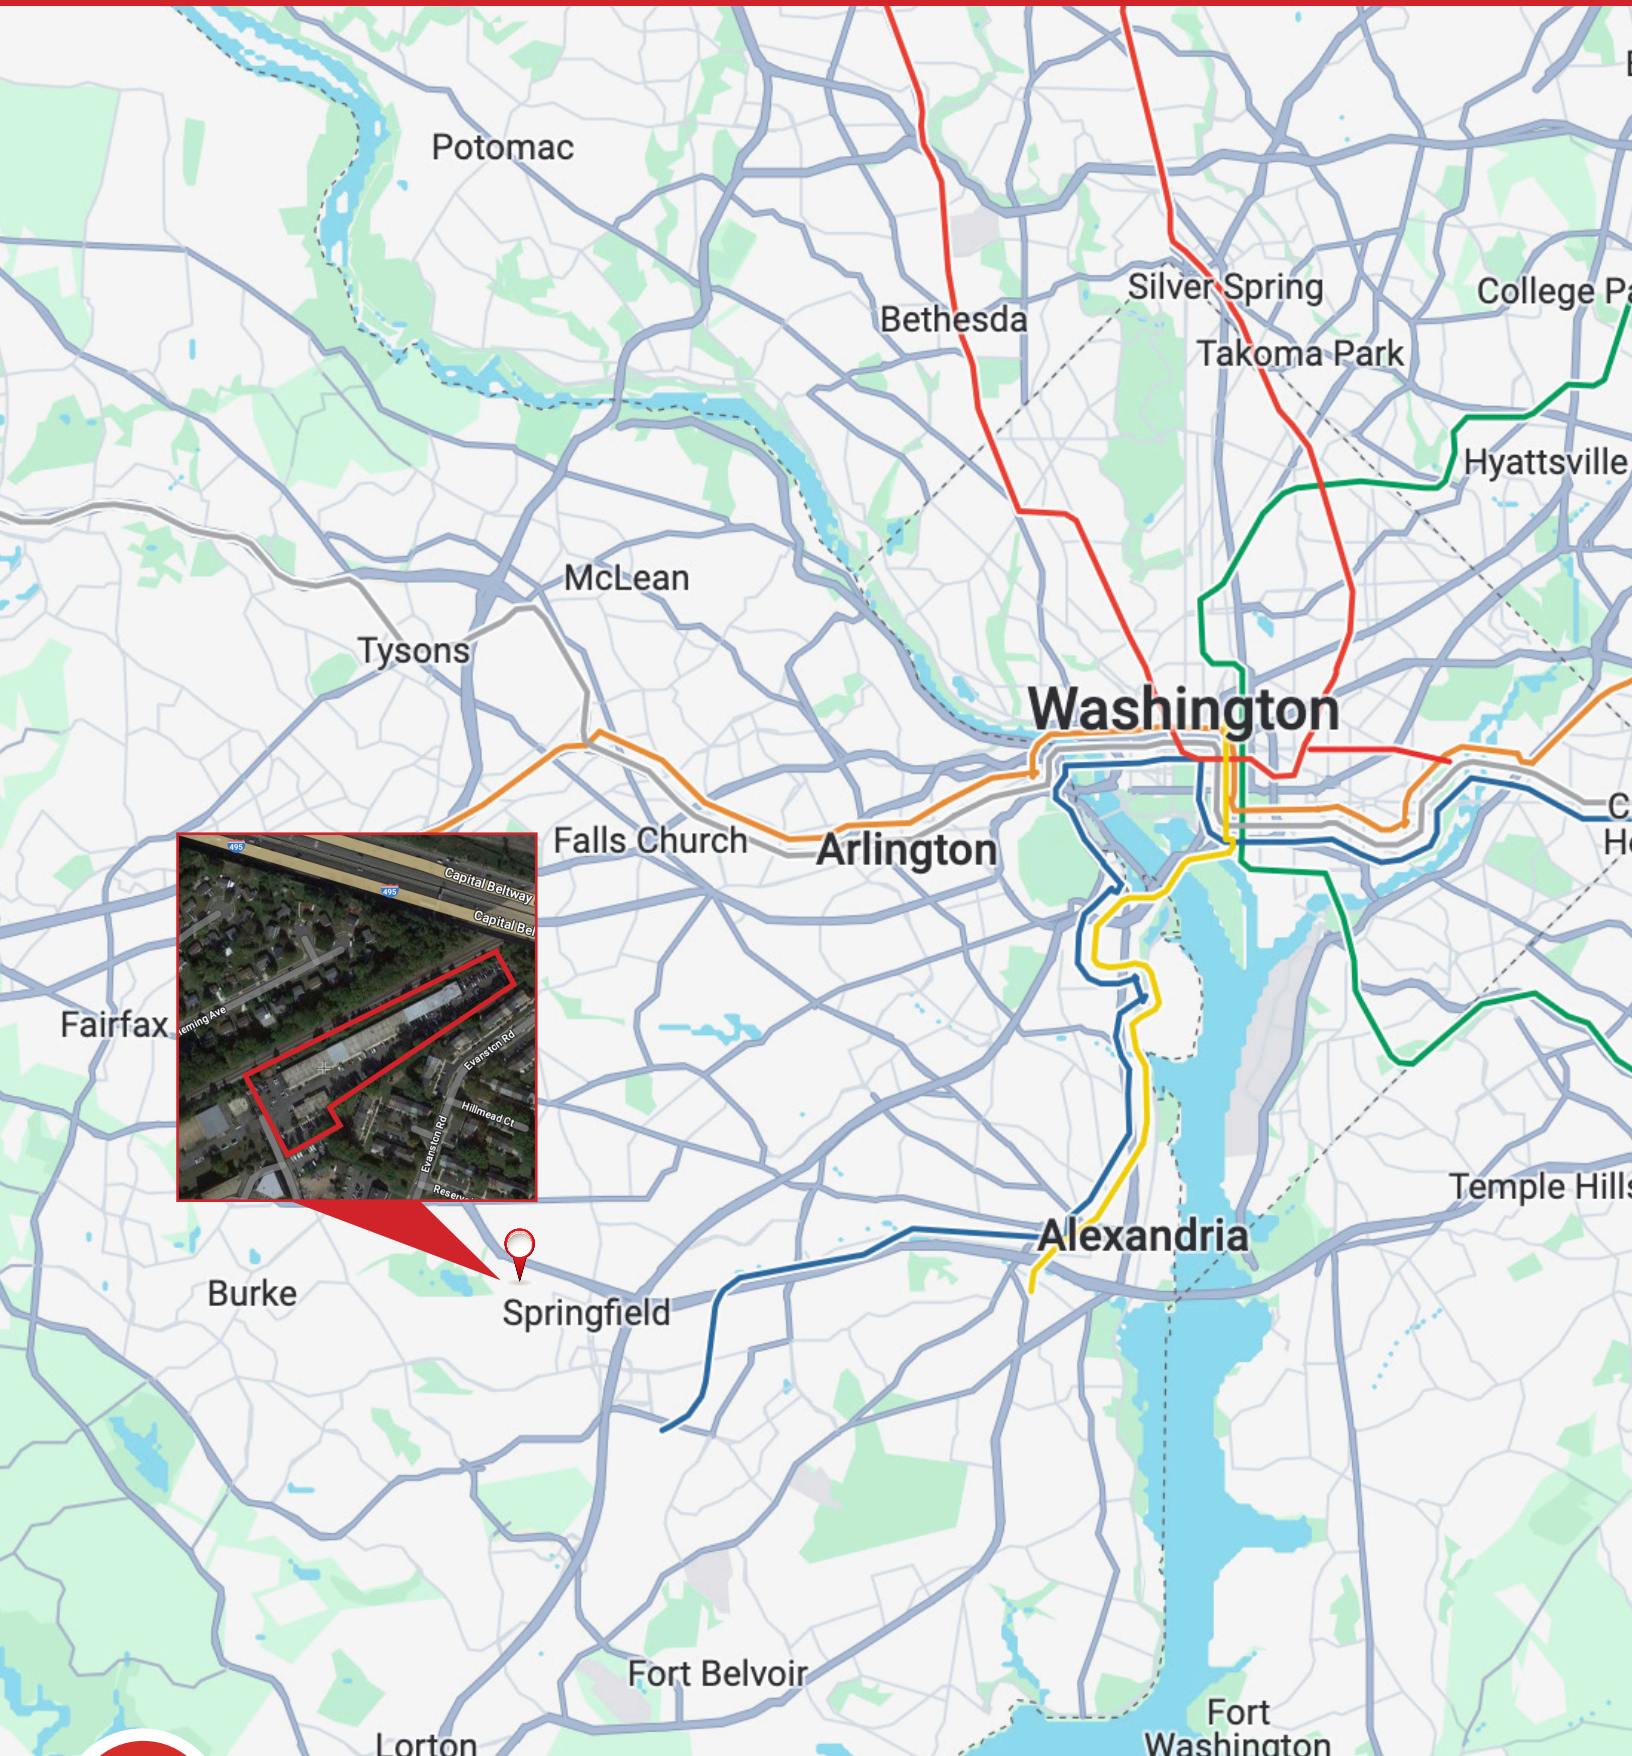 Potomac
Silver Spring
College Pa
Bethesda
Takoma Park
Hyattsville
McLean
Tysons
Washington
Falls Church
Arlington
495
Capital Beltway
495
Capital Bel
Fairfax
leming Ave
Evanston Rd
Hillmead Ct
Evanston Rd
Reserv
Temple Hills
Alexandria
Burke
Springfield
Fort Belvoir
Fort
Washington
Lorton